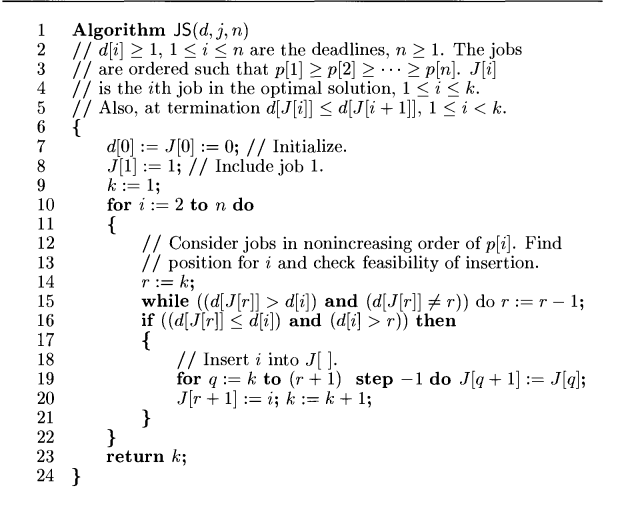 1 Algorithm JS(d, j, n)
2 // d[i] ≥ 1, 1 ≤ i ≤ n are the deadlines, n ≥ 1. The jobs
3 // are ordered such that p[1] ≥ p[2] ≥ ··· ≥ p[n]. J[i]
4 // is the ith job in the optimal solution, 1 ≤ i ≤ k.
5 // Also, at termination d[J[i]] ≤ d[J[i + 1]], 1 ≤ i < k.
6 {
7 d[0] := J[0] := 0; // Initialize.
8 J[1] := 1; // Include job 1.
9 k := 1;
10 for i := 2 to n do
11 {
12 // Consider jobs in nonincreasing order of p[i]. Find
13 // position for i and check feasibility of insertion.
14 r := k;
15 while ((d[J[r]] > d[i]) and (d[J[r]] ≠ r)) do r := r − 1;
16 if ((d[J[r]] ≤ d[i]) and (d[i] > r)) then
17 {
18 // Insert i into J[ ].
19 for q := k to (r + 1) step −1 do J[q + 1] := J[q];
20 J[r + 1] := i; k := k + 1;
21 }
22 }
23 return k;
24 }